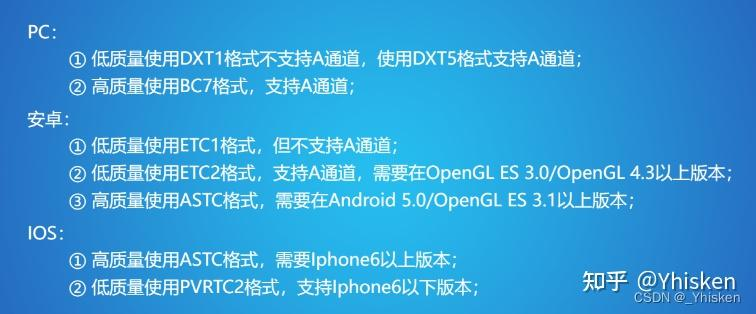 PC：
① 低质量使用DXT1格式不支持A通道，使用DXT5格式支持A通道；
② 高质量使用BC7格式，支持A通道；
安卓：
① 低质量使用ETC1格式，但不支持A通道；
② 低质量使用ETC2格式，支持A通道，需要在OpenGL ES 3.0/OpenGL 4.3以上版本；
③ 高质量使用ASTC格式，需要在Android 5.0/OpenGL ES 3.1以上版本；
IOS：
① 高质量使用ASTC格式，需要Iphone6以上版本；
② 低质量使用PVRTC2格式，支持Iphone6以下版本；
知乎 @Yhisken
CSDN @_Yhisken